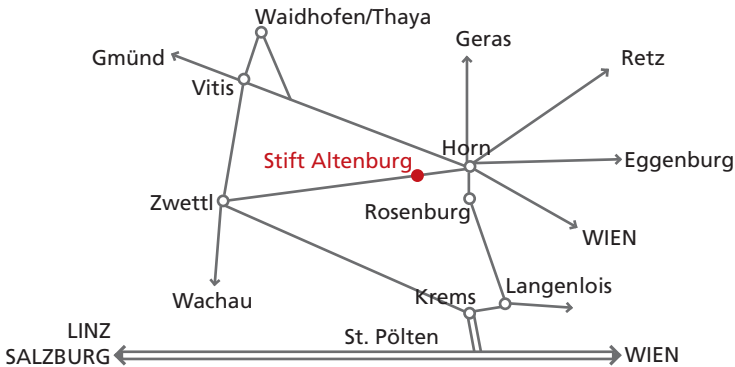 Waidhofen/Thaya
Geras
Gmünd
Retz
Vitis
Horn
Stift Altenburg
Eggenburg
Zwettl
Rosenburg
WIEN
Langenlois
Krems
Wachau
LINZ
St. Pölten
SALZBURG
WIEN